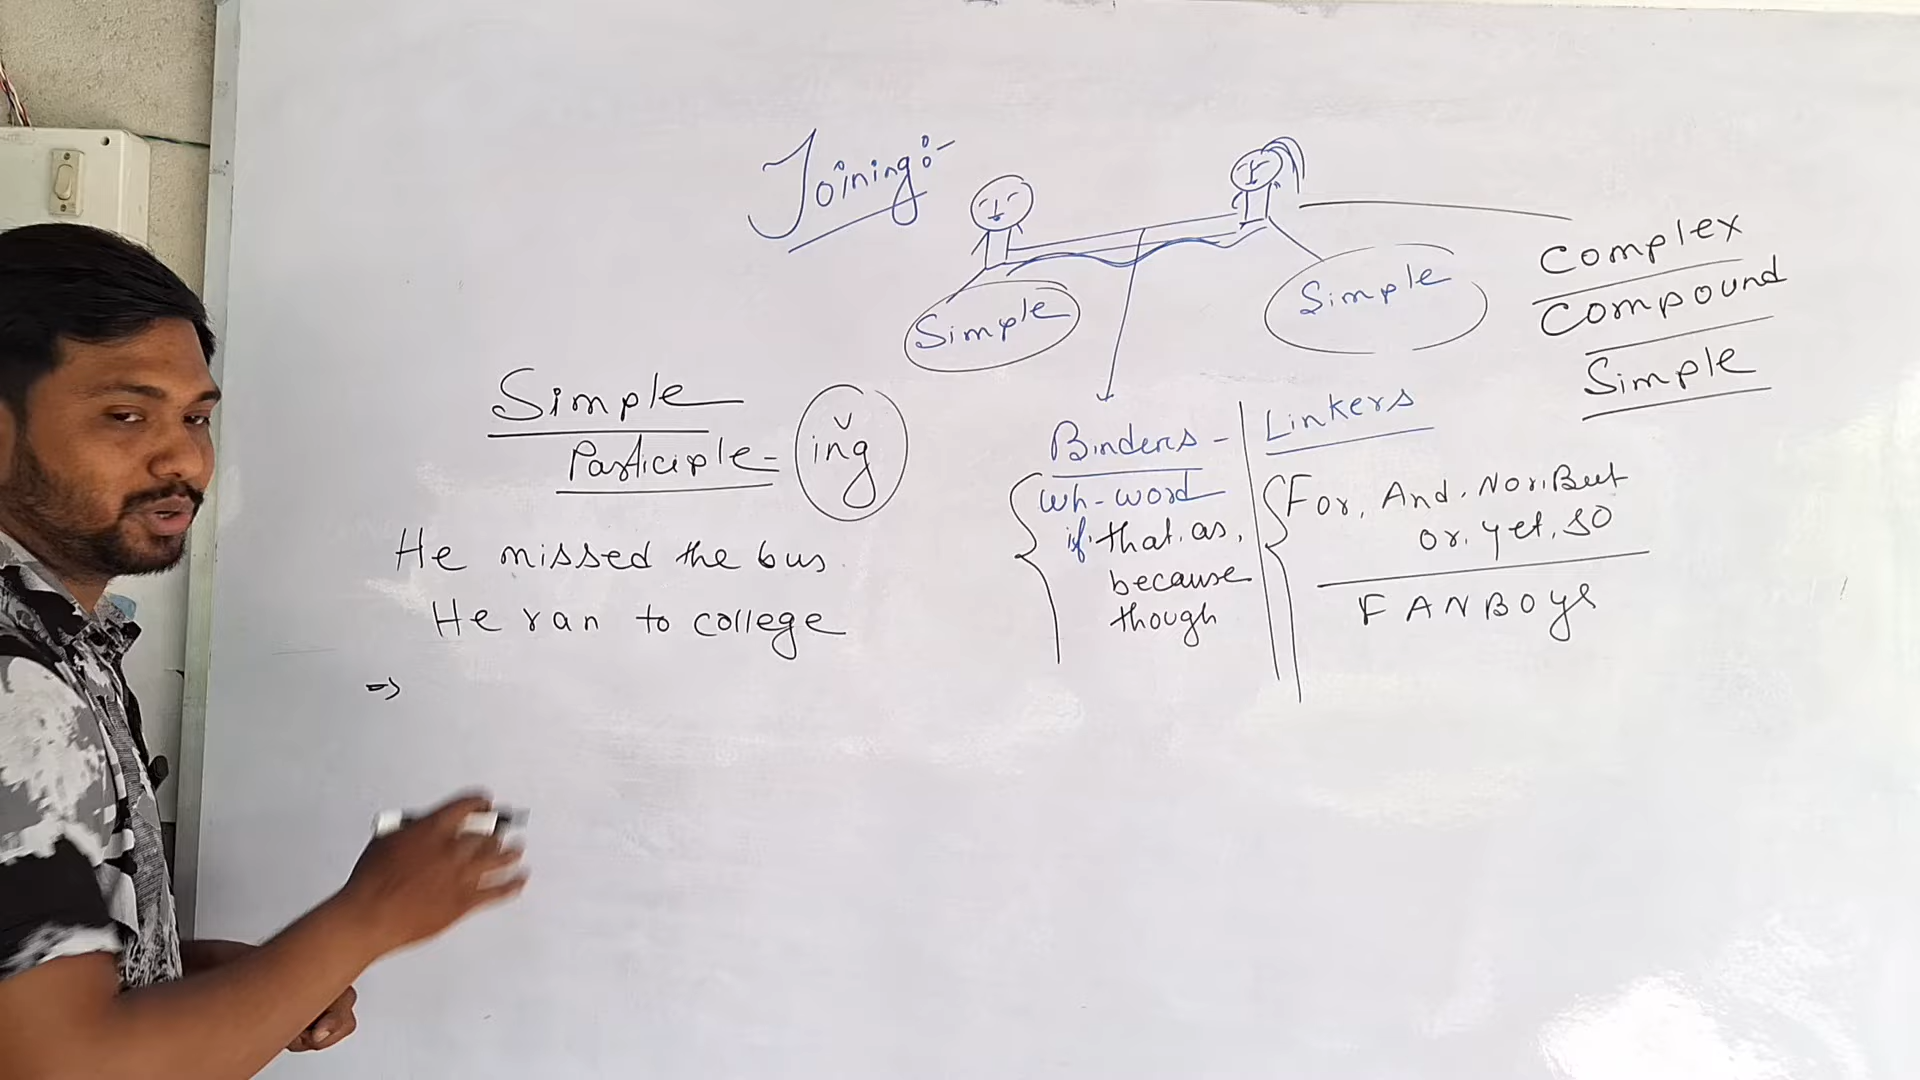 Joining:-
Simple
Simple
Complex
Compound
Simple
Simple
Participle - ing
He missed the bus.
He ran to college
=>
Binders -
wh-word
if. that. as,
because
though
Linkers
For, And, Nor, But
or. yet, so
FANBOYS